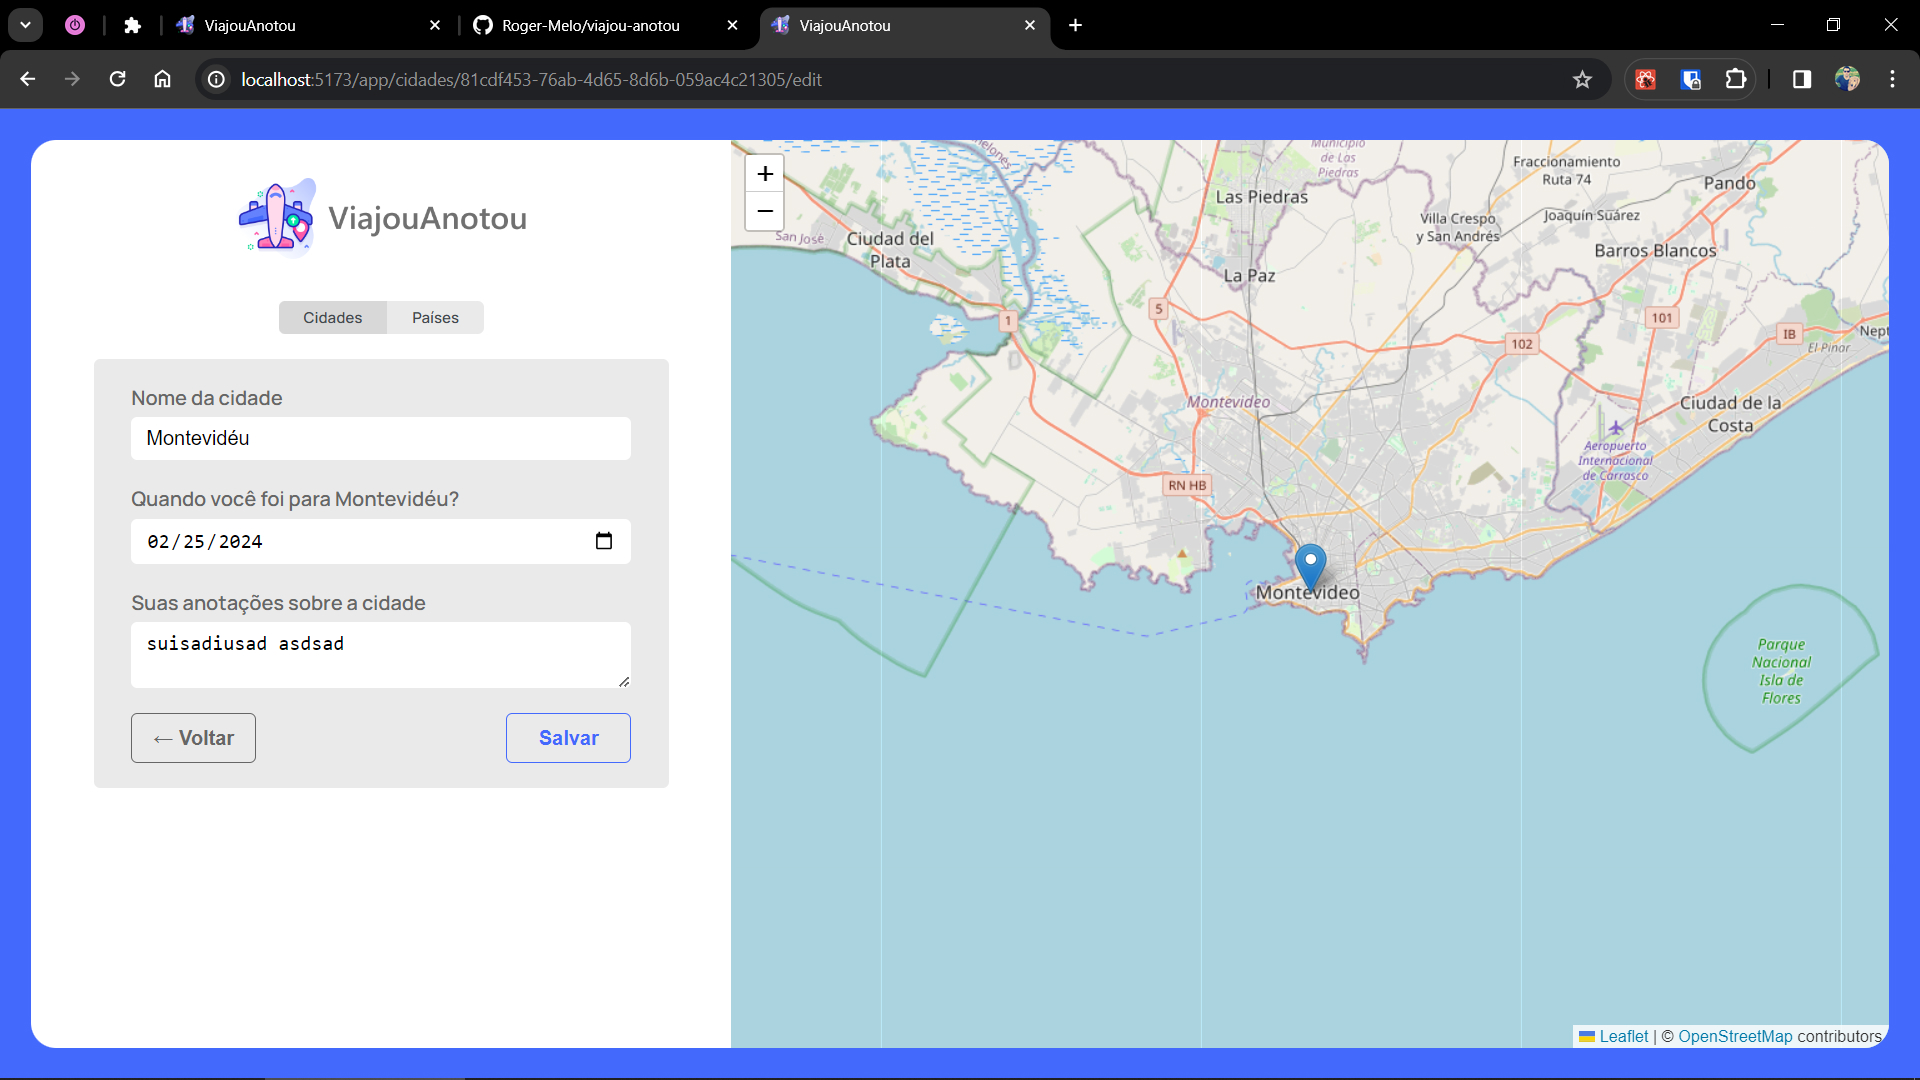 ViajouAnotou
Roger-Melo/viajou-anotou
ViajouAnotou
localhost:5173/app/cidades/81cdf453-76ab-4d65-8d6b-059ac4c21305/edit
ViajouAnotou
Cidades
Países
Nome da cidade
Montevidéu
Quando você foi para Montevidéu?
02/25/2024
Suas anotações sobre a cidade
suisadiusad asdsad
← Voltar
Salvar
+
−
Canelones
Municipio
de Las
Piedras
Fraccionamiento
Ruta 74
Pando
Las Piedras
Joaquín Suárez
Villa Crespo
y San Andrés
San José
Ciudad del
Plata
Barros Blancos
La Paz
5
1
101
102
IB
Nept
El Pinar
Montevideo
Ciudad de la
Costa
Aeropuerto
Internacional
de Carrasco
RN HB
Montevideo
Parque
Nacional
Isla de
Flores
Leaflet | © OpenStreetMap contributors